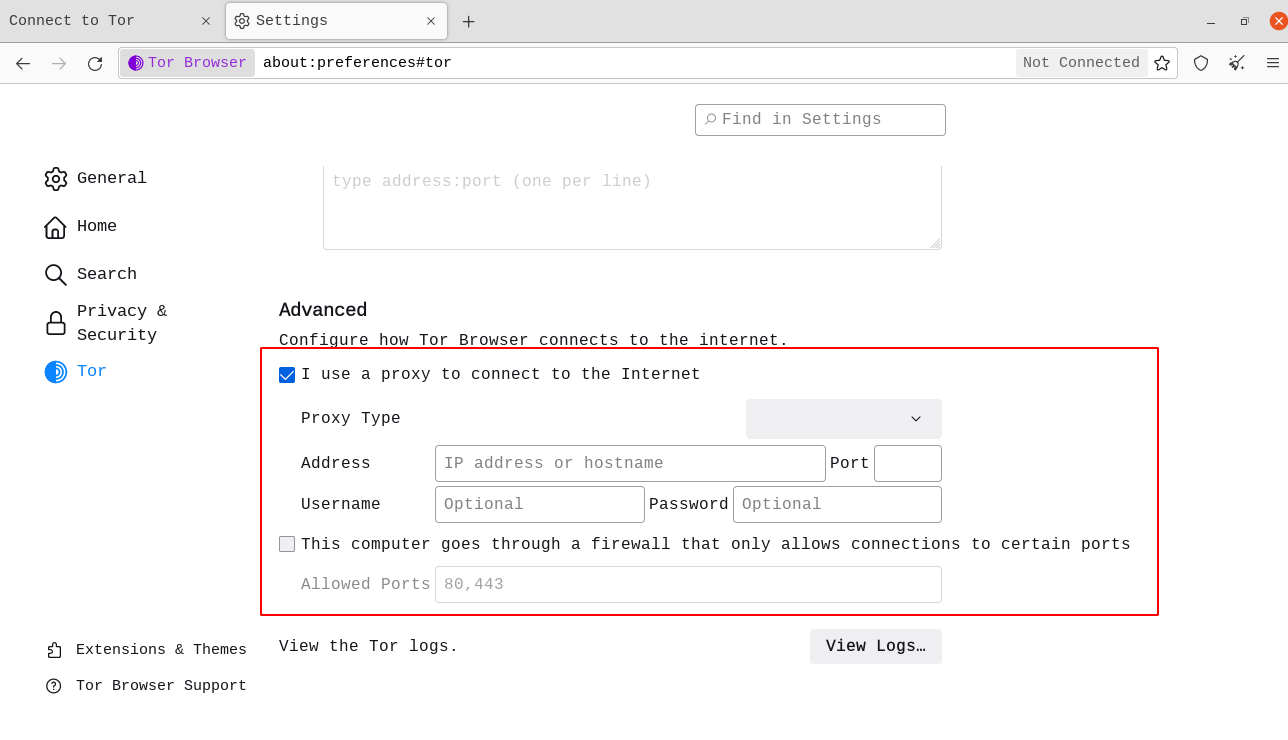 Connect to Tor
Settings
Tor Browser
about:preferences#tor
Not Connected
Find in Settings
General
Home
Search
Privacy &
Security
Tor
type address:port (one per line)
Advanced
Configure how Tor Browser connects to the internet.
I use a proxy to connect to the Internet
Proxy Type
Address IP address or hostname Port
Username Optional Password Optional
This computer goes through a firewall that only allows connections to certain ports
Allowed Ports 80,443
View the Tor logs. View Logs…
Extensions & Themes
Tor Browser Support